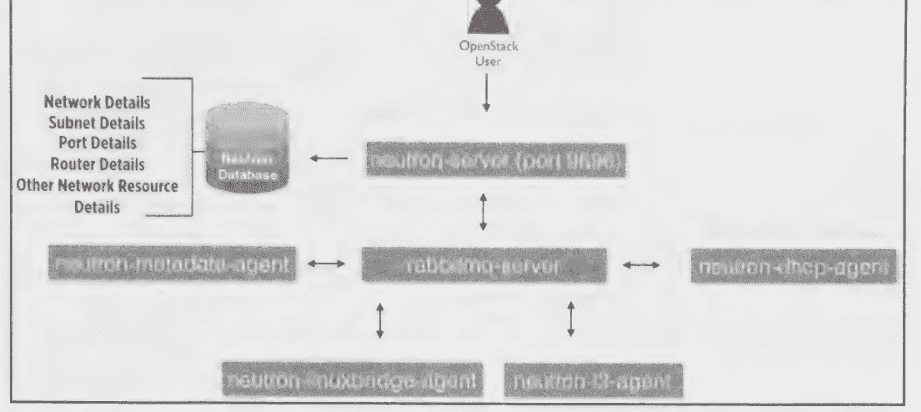 OpenStack
User
Network Details
Subnet Details
Port Details
Router Details
Other Network Resource
Details
Neutron
Database
neutron-server (port 9696)
neutron-metadata-agent
rabbitmq-server
neutron-dhcp-agent
neutron-linuxbridge-agent
neutron-l3-agent